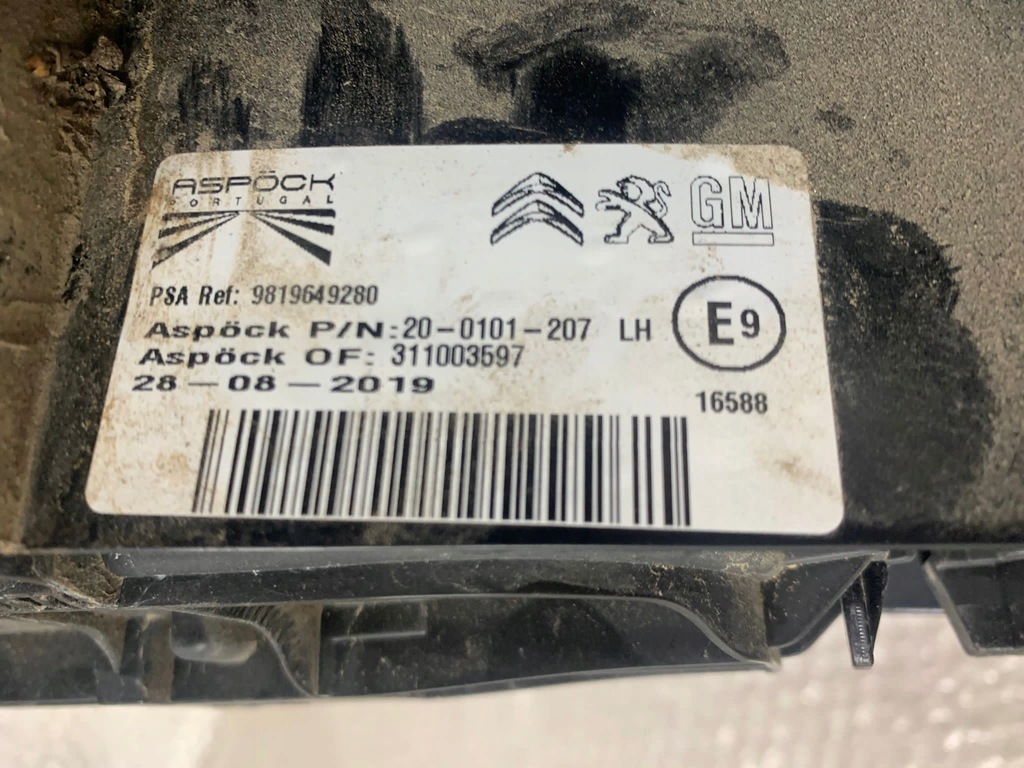 ASPÖCK
PORTUGAL
GM
PSA Ref: 9819649280
Aspöck P/N:20-0101-207 LH
E9
Aspöck OF: 311003597
28-08-2019
16588